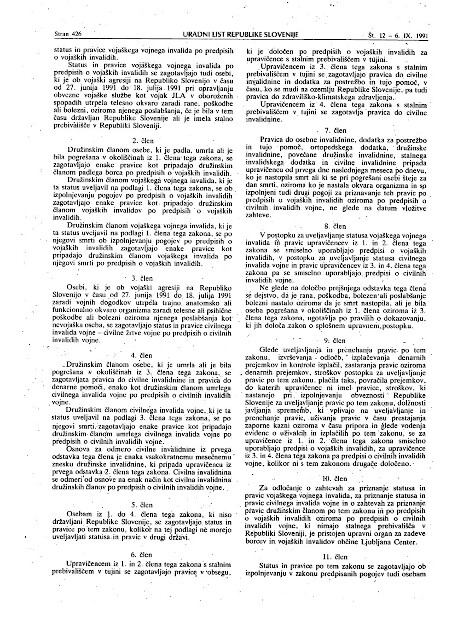 Stran 426 URADNI LIST REPUBLIKE SLOVENIJE Št. 12 – 6. IX. 1991
status in pravice vojaškega vojnega invalida po predpisih
o vojaških invalidih.
Status in pravice vojaškega vojnega invalida po
predpisih o vojaških invalidih se zagotavljajo tudi osebi,
ki je ob vojaški agresiji na Republiko Slovenijo v času
od 27. junija 1991 do 18. julija 1991 pri opravljanju
obvezne vojaške službe kot vojak JLA v oboroženih
spopadih utrpela telesno okvaro zaradi rane, poškodbe
ali bolezni, oziroma njenega poslabšanja, če je bila v tem
času državljan Republike Slovenije ali je imela stalno
prebivališče v Republiki Sloveniji.
2. člen
Družinskim članom osebe, ki je padla, umrla ali je
bila pogrešana v okoliščinah iz 1. člena tega zakona, se
zagotavljajo enake pravice kot pripadajo družinskim
članom padlega borca po predpisih o vojaških invalidih.
Družinskim članom vojaškega vojnega invalida, ki je
ta status uveljavil na podlagi 1. člena tega zakona, se ob
izpolnjevanju pogojev po predpisih o vojaških invalidih
zagotavljajo enake pravice kot pripadajo družinskim
članom vojaških invalidov po predpisih o vojaških
invalidih.
Družinskim članom vojaškega vojnega invalida, ki je
ta status uveljavil na podlagi 1. člena tega zakona, se po
njegovi smrti ob izpolnjevanju pogojev po predpisih o
vojaških invalidih zagotavljajo enake pravice kot
pripadajo družinskim članom vojaškega invalida po
njegovi smrti po predpisih o vojaških invalidih.
3. člen
Osebi, ki je ob vojaški agresiji na Republiko
Slovenijo v času od 27. junija 1991 do 18. julija 1991
zaradi vojnih dogodkov utrpela trajno anatomsko ali
funkcionalno okvaro organizma zaradi telesne ali psihične
poškodbe ali bolezni oziroma njenega poslabšanja kot
nevojaška oseba, se zagotavljajo status in pravice civilnega
invalida vojne – civilne žrtve vojne po predpisih o civilnih
invalidih vojne.
4. člen
Družinskim članom osebe, ki je umrla ali je bila
pogrešana v okoliščinah iz 3. člena tega zakona, se
zagotavljata pravica do civilne invalidnine in pravica do
denarne pomoči, enako kot družinskim članom umrlega
civilnega invalida vojne po predpisih o civilnih invalidih
vojne.
Družinskim članom civilnega invalida vojne, ki je ta
status uveljavil na podlagi 3. člena tega zakona, se po
njegovi smrti zagotavljajo enake pravice kot pripadajo
družinskim članom umrlega civilnega invalida vojne po
predpisih o civilnih invalidih vojne.
Osnova za odmero civilne invalidnine iz prvega
odstavka tega člena je enaka vsakokratnemu mesečnemu
znesku družinske invalidnine, ki pripada upravičencu iz
prvega odstavka 2. člena tega zakona. Civilna invalidnina
se odmeri od osnove na enak način kot civilna invalidnina
družinskih članov po predpisih o civilnih invalidih vojne.
5. člen
Osebam iz 1. do 4. člena tega zakona, ki niso
državljani Republike Slovenije, se zagotavljajo status in
pravice po tem zakonu, kolikor na tej podlagi ne morejo
uveljavljati statusa in pravic v drugi državi.
6. člen
Upravičencem iz 1. in 2. člena tega zakona s stalnim
prebivališčem v tujini se zagotavljajo pravice v obsegu,
ki je določen po predpisih o vojaških invalidih za
upravičence s stalnim prebivališčem v tujini.
Upravičencem iz 3. člena tega zakona s stalnim
prebivališčem v tujini se zagotavljajo pravica do civilne
invalidnine in dodatka za postrežbo in tujo pomoč, v
času, ko se mudi na ozemlju Republike Slovenije, pa tudi
pravica do zdraviliško-klimatskega zdravljenja.
Upravičencem iz 4. člena tega zakona s stalnim
prebivališčem v tujini se zagotavlja pravica do civilne
invalidnine.
7. člen
Pravica do osebne invalidnine, dodatka za postrežbo
in tujo pomoč, ortopedskega dodatka, družinske
invalidnine, povečane družinske invalidnine, stalnega
invalidskega dodatka in civilne invalidnine pripada
upravičencu od prvega dne naslednjega meseca po dnevu,
ko je nastopila smrt ali ki se pri pogrešani osebi šteje za
dan smrti, oziroma ko je nastala okvara organizma in so
izpolnjeni tudi drugi pogoji za priznavanje teh pravic po
predpisih o vojaških invalidih oziroma po predpisih o
civilnih invalidih vojne, ne glede na datum vložitve
zahteve.
8. člen
V postopku za uveljavljanje statusa vojaškega vojnega
invalida in pravic upravičencev iz 1. in 2. člena tega
zakona se smiselno uporabljajo predpisi o vojaških
invalidih, v postopku za uveljavljanje statusa civilnega
invalida vojne in pravic upravičencev iz 3. in 4. člena tega
zakona pa se smiselno uporabljajo predpisi o civilnih
invalidih vojne.
Ne glede na določbo prejšnjega odstavka tega člena
se dejstvo, da je rana, poškodba, bolezen ali poslabšanje
bolezni nastalo oziroma da je smrt nastopila, ali je bila
oseba pogrešana v okoliščinah iz 1. člena oziroma iz 3.
člena tega zakona, ugotavlja po pravilih o dokazovanju,
ki jih določa zakon o splošnem upravnem postopku.
9. člen
Glede uveljavljanja in prenehanja pravic po tem
zakonu, izvrševanja odločb, izplačevanja denarnih
prejemkov in kontrole izplačil, zastaranja pravic oziroma
denarnih prejemkov, stroškov postopka za uveljavljanje
pravic po tem zakonu, plačila taks, povračila prejemkov,
do katerih upravičenec ni imel pravice, stroškov, ki
nastanejo pri izpolnjevanju obveznosti Republike
Slovenije za uveljavljanje pravic po tem zakonu, dolžnosti
javljanja sprememb, ki vplivajo na uveljavljanje in
prenehanje pravic, uživanja pravic v času prestajanja
zaporne kazni oziroma v času pripora in glede vodenja
evidenc o uživalcih in izplačilih po tem zakonu, se za
upravičence iz 1. in 2. člena tega zakona smiselno
uporabljajo predpisi o vojaških invalidih, za upravičence
iz 3. in 4. člena tega zakona pa predpisi o civilnih invalidih
vojne, kolikor ni s tem zakonom drugače določeno.
10. člen
Za odločanje o zahtevah za priznanje statusa in
pravic vojaškega vojnega invalida, za priznanje statusa in
pravic civilnega invalida vojne in o zahtevah za priznanje
pravic družinskim članom po tem zakonu in po predpisih
o vojaških invalidih oziroma po predpisih o civilnih
invalidih vojne, ki nimajo stalnega prebivališča v
Republiki Sloveniji, je pristojen upravni organ za zadeve
borcev in vojaških invalidov občine Ljubljana Center.
11. člen
Status in pravice po tem zakonu se zagotavljajo ob
izpolnjevanju v zakonu predpisanih pogojev tudi osebam